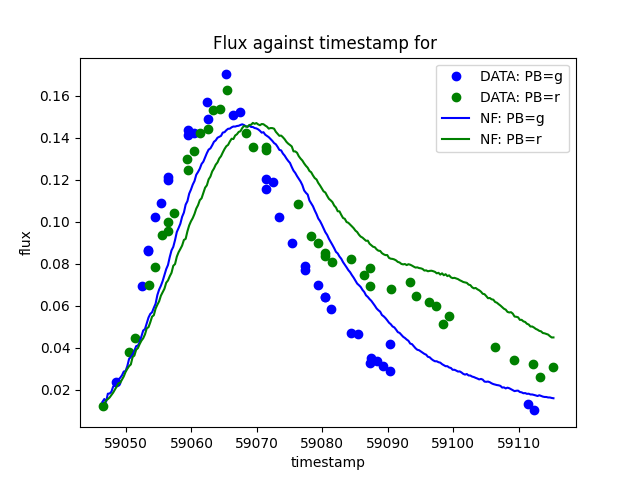 Flux against timestamp for
DATA: PB=g
DATA: PB=r
NF: PB=g
NF: PB=r
0.16
0.14
0.12
0.10
0.08
0.06
0.04
0.02
flux
59050 59060 59070 59080 59090 59100 59110
timestamp